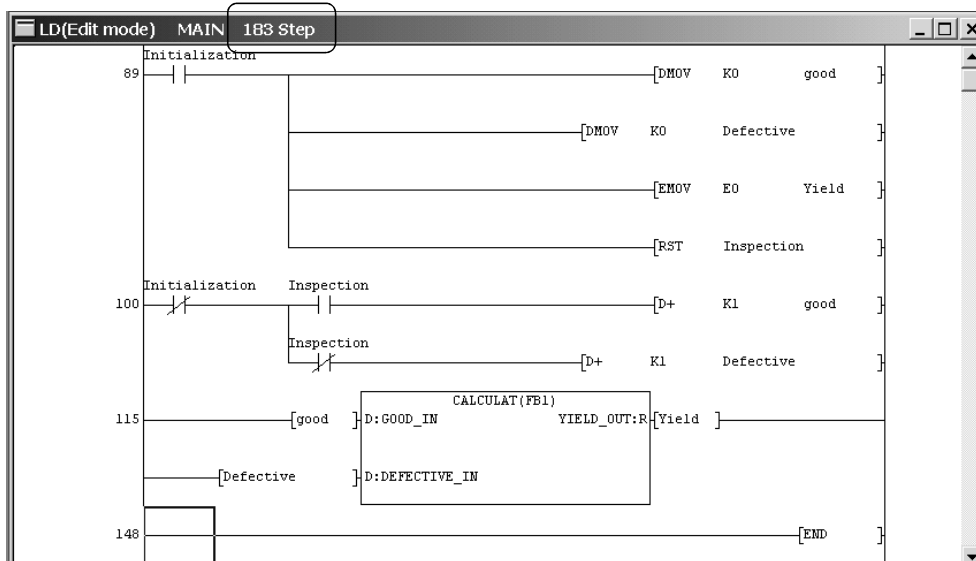 LD(Edit mode) MAIN 183 Step
Initialization
89 [DMOV K0 good ]
[DMOV K0 Defective ]
[EMOV E0 Yield ]
[RST Inspection ]
Initialization Inspection
100 [D+ K1 good ]
Inspection
[D+ K1 Defective ]
CALCULAT(FB1)
115 [good ] D:GOOD_IN YIELD_OUT:R [Yield ]
[Defective ] D:DEFECTIVE_IN
148 [END ]